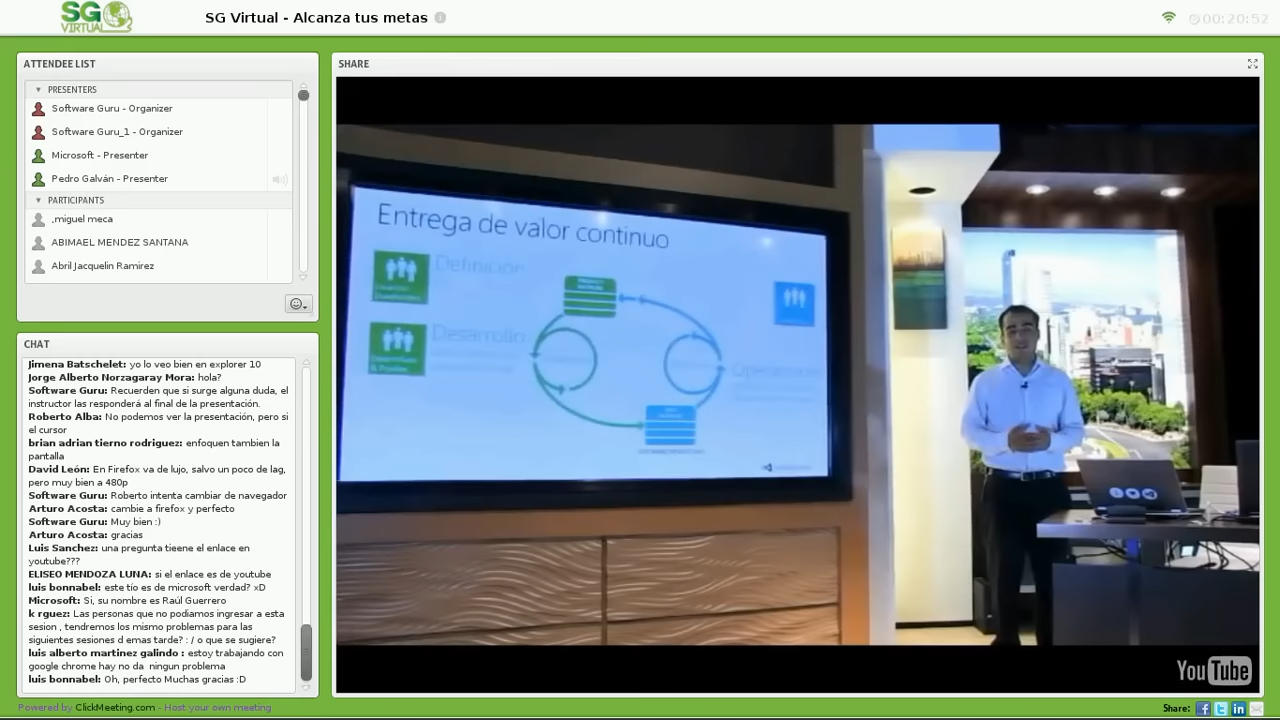 SG VIRTUAL
SG Virtual - Alcanza tus metas
00:20:52
ATTENDEE LIST
PRESENTERS
Software Guru - Organizer
Software Guru_1 - Organizer
Microsoft - Presenter
Pedro Galván - Presenter
PARTICIPANTS
,miguel meca
ABIMAEL MENDEZ SANTANA
Abril Jacquelin Ramirez
CHAT
Jimena Batschelet: yo lo veo bien en explorer 10
Jorge Alberto Norzagaray Mora: hola?
Software Guru: Recuerden que si surge alguna duda, el
instructor las responderá al final de la presentación.
Roberto Alba: No podemos ver la presentación, pero si
el cursor
brian adrian tierno rodriguez: enfoquen tambien la
pantalla
David León: En Firefox va de lujo, salvo un poco de lag,
pero muy bien a 480p
Software Guru: Roberto intenta cambiar de navegador
Arturo Acosta: cambie a firefox y perfecto
Software Guru: Muy bien :)
Arturo Acosta: gracias
Luis Sanchez: una pregunta tieene el enlace en
youtube???
ELISEO MENDOZA LUNA: si el enlace es de youtube
luis bonnabel: este tío es de microsoft verdad? xD
Microsoft: Si, su nombre es Raúl Guerrero
k rguez: Las personas que no podiamos ingresar a esta
sesion , tendremos los mismo problemas para las
siguientes sesiones d emas tarde? : / o que se sugiere?
luis alberto martinez galindo : estoy trabajando con
google chrome hay no da  ningun problema
luis bonnabel: Oh, perfecto Muchas gracias :D
SHARE
Entrega de valor continuo
Definición
Desarrollo
YouTube
Powered by ClickMeeting.com - Host your own meeting
Share: